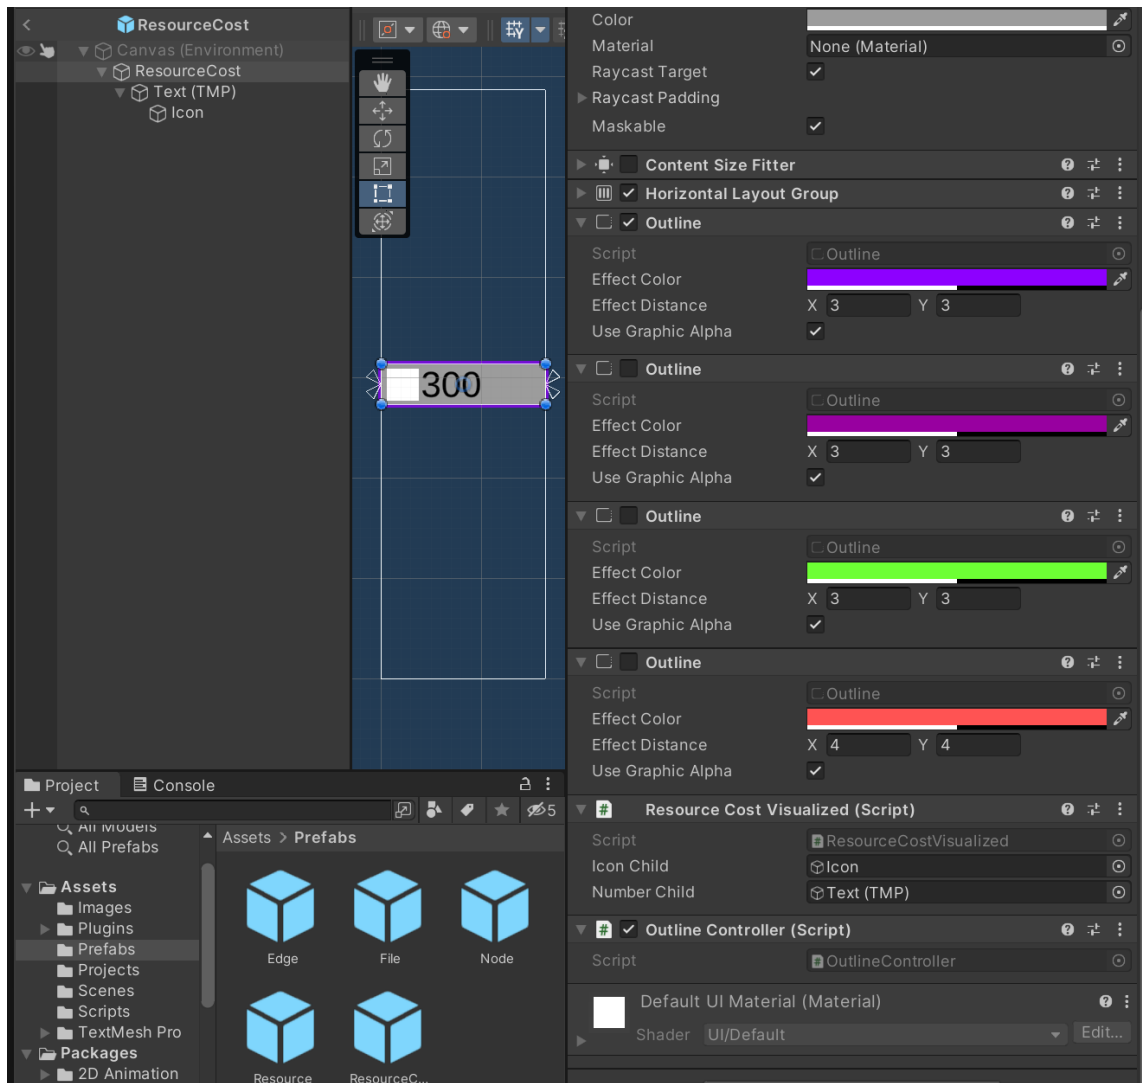 ResourceCost
Canvas (Environment)
ResourceCost
Text (TMP)
Icon
300
Color
Material
None (Material)
Raycast Target
Raycast Padding
Maskable
Content Size Fitter
Horizontal Layout Group
Outline
Script
Outline
Effect Color
Effect Distance
X 3 Y 3
Use Graphic Alpha
Outline
Script
Outline
Effect Color
Effect Distance
X 3 Y 3
Use Graphic Alpha
Outline
Script
Outline
Effect Color
Effect Distance
X 3 Y 3
Use Graphic Alpha
Outline
Script
Outline
Effect Color
Effect Distance
X 4 Y 4
Use Graphic Alpha
Resource Cost Visualized (Script)
Script
ResourceCostVisualized
Icon Child
Icon
Number Child
Text (TMP)
Outline Controller (Script)
Script
OutlineController
Default UI Material (Material)
Shader UI/Default Edit...
Project Console
5
All Models
All Prefabs
Assets
Images
Plugins
Prefabs
Projects
Scenes
Scripts
TextMesh Pro
Packages
2D Animation
Assets > Prefabs
Edge File Node
Resource ResourceC...